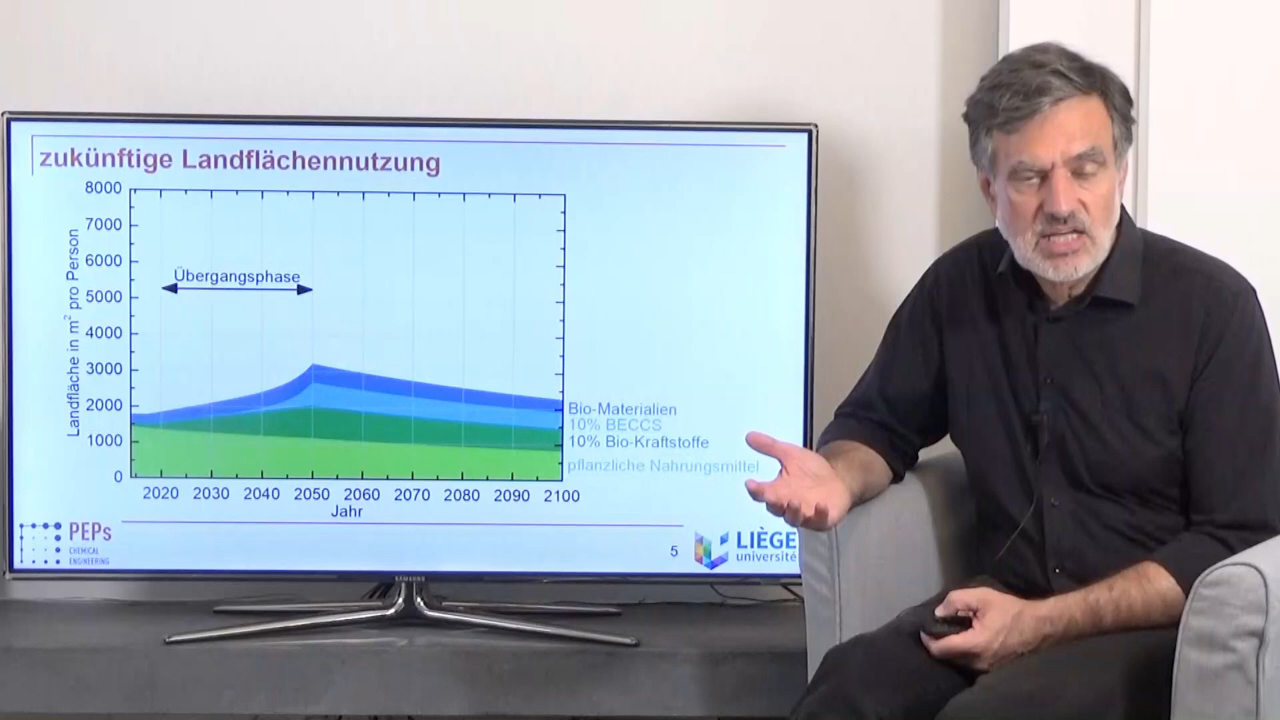 zukünftige Landflächennutzung
8000
7000
6000
5000
4000
3000
2000
1000
0
Landfläche in m² pro Person
Übergangsphase
Bio-Materialien
10% BECCS
10% Bio-Kraftstoffe
pflanzliche Nahrungsmittel
2020 2030 2040 2050 2060 2070 2080 2090 2100
Jahr
PEPs
CHEMICAL
ENGINEERING
5
LIÈGE
université
SAMSUNG